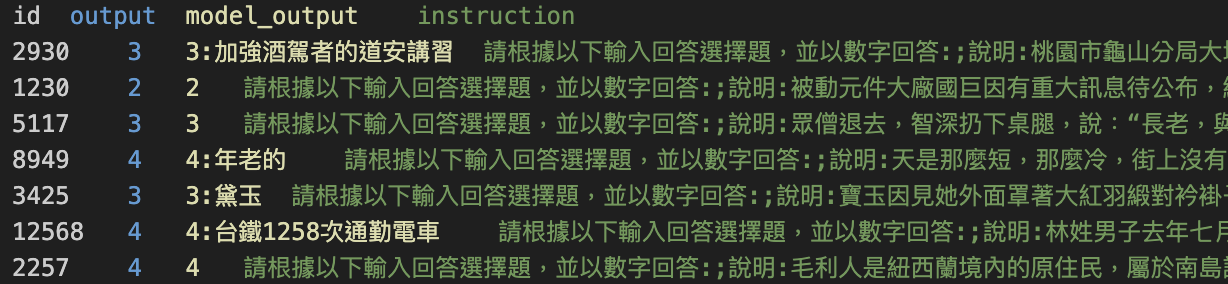 id output model_output instruction
2930 3 3:加強酒駕者的道安講習 請根據以下輸入回答選擇題，並以數字回答:;說明:桃園市龜山分局大
1230 2 2 請根據以下輸入回答選擇題，並以數字回答:;說明:被動元件大廠國巨因有重大訊息待公布，
5117 3 3 請根據以下輸入回答選擇題，並以數字回答:;說明:眾僧退去，智深扔下桌腿，說：“長老，與
8949 4 4:年老的 請根據以下輸入回答選擇題，並以數字回答:;說明:天是那麼短，那麼冷，街上沒有
3425 3 3:黛玉 請根據以下輸入回答選擇題，並以數字回答:;說明:寶玉因見她外面罩著大紅羽緞對衿褂
12568 4 4:台鐵1258次通勤電車 請根據以下輸入回答選擇題，並以數字回答:;說明:林姓男子去年七月
2257 4 4 請根據以下輸入回答選擇題，並以數字回答:;說明:毛利人是紐西蘭境內的原住民，屬於南島